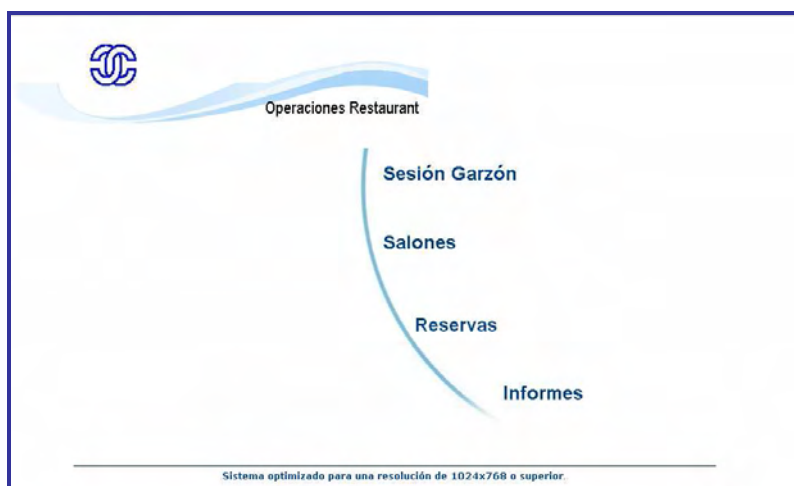 Operaciones Restaurant
Sesión Garzón
Salones
Reservas
Informes
Sistema optimizado para una resolución de 1024x768 o superior.